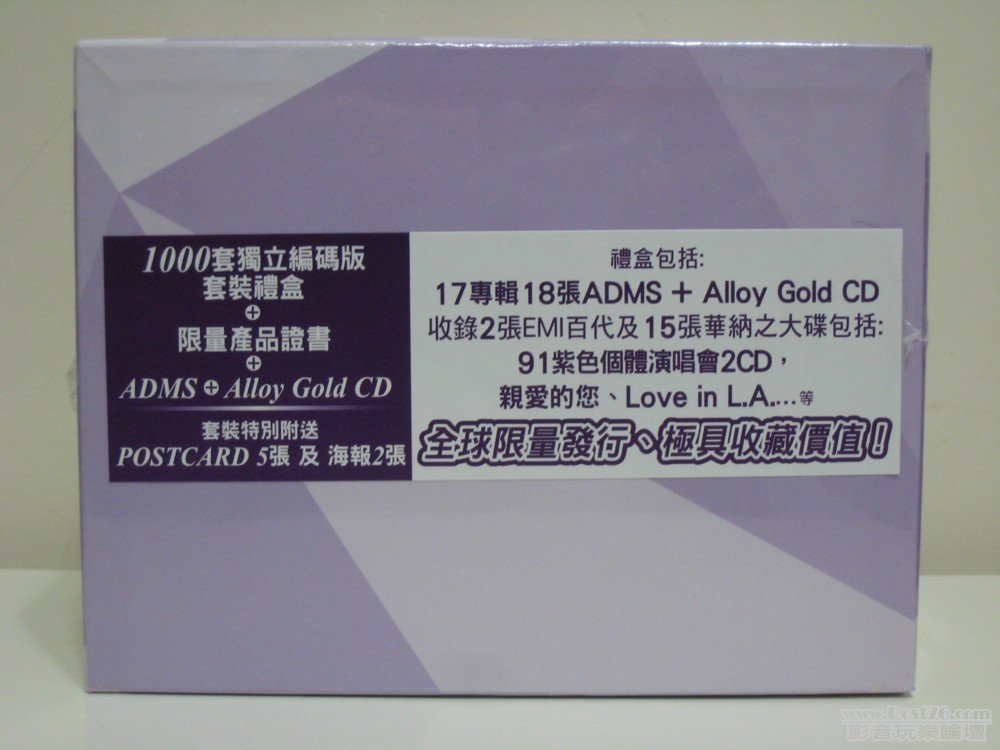 1000套獨立編碼版
套裝禮盒
+
限量產品證書
+
ADMS + Alloy Gold CD
套裝特別附送
POSTCARD 5張 及 海報2張
禮盒包括:
17專輯18張ADMS + Alloy Gold CD
收錄2張EMI百代及15張華納之大碟包括:
91紫色個體演唱會2CD，
親愛的您、Love in L.A....等
全球限量發行、極具收藏價值！
www.Post76.com
影音玩樂論壇